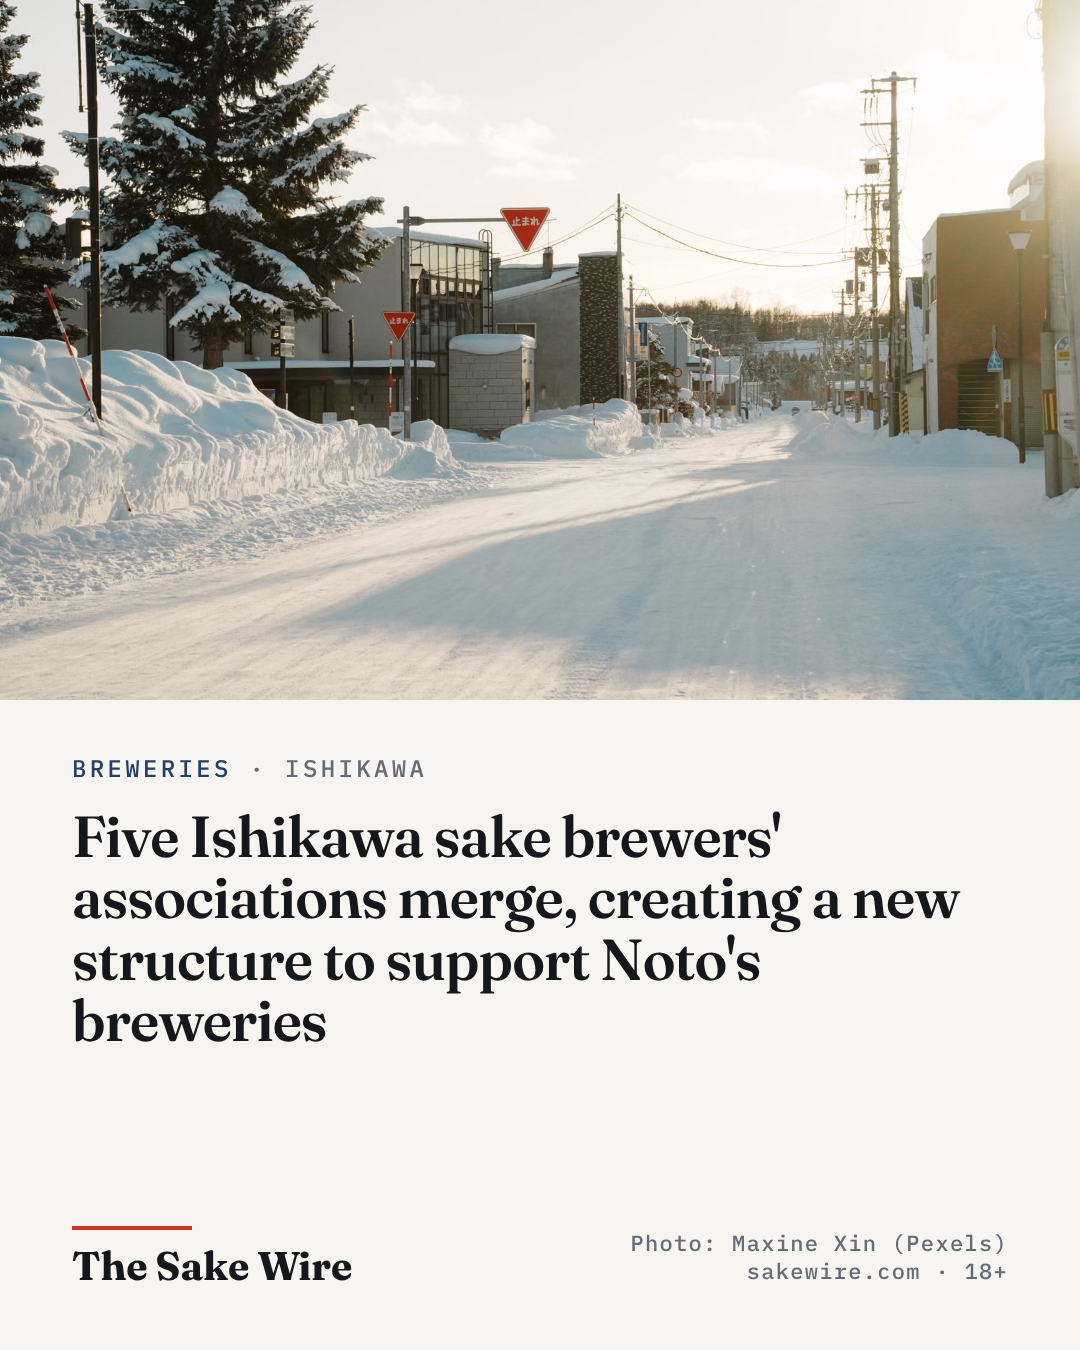 止まれ
止まれ
BREWERIES · ISHIKAWA
Five Ishikawa sake brewers'
associations merge, creating a new
structure to support Noto's
breweries
The Sake Wire
Photo: Maxine Xin (Pexels)
sakewire.com · 18+